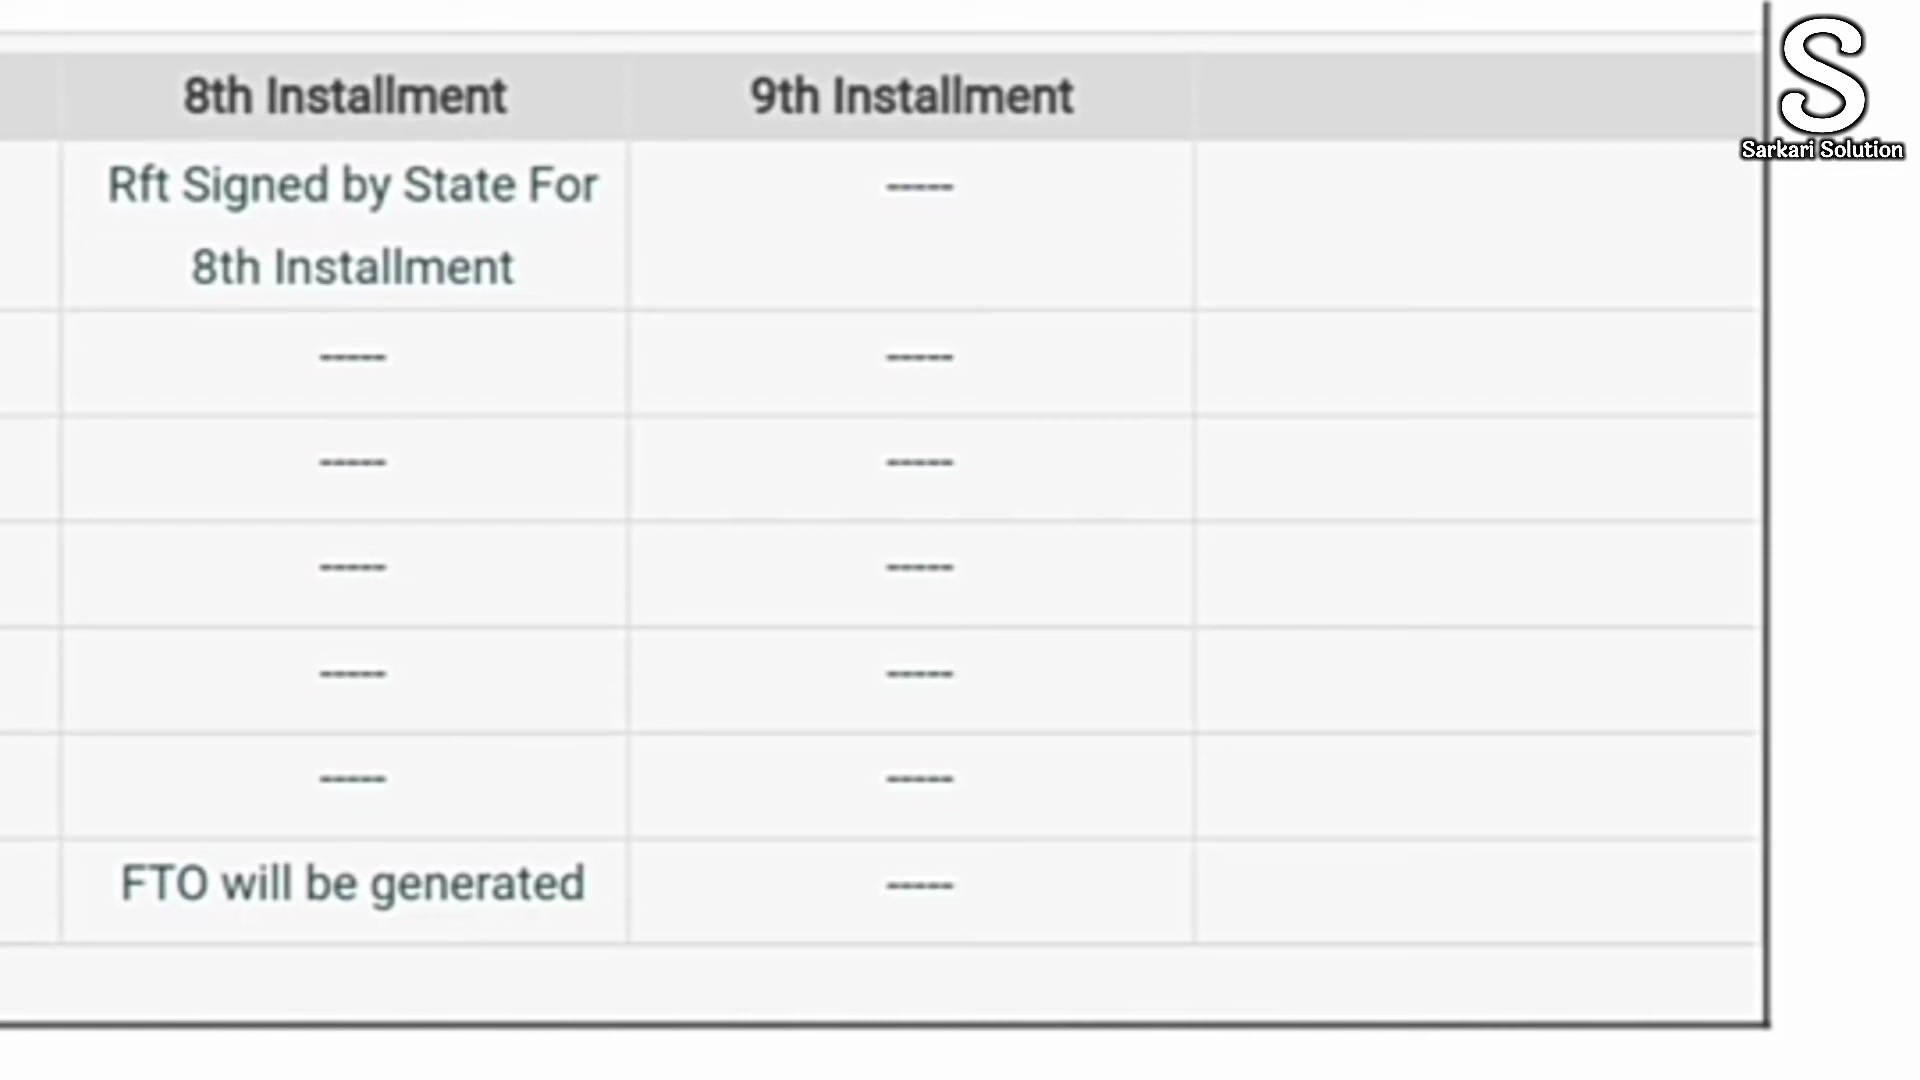 8th Installment 9th Installment
S
Sarkari Solution
Rft Signed by State For -----
8th Installment
----- -----
----- -----
----- -----
----- -----
----- -----
FTO will be generated -----